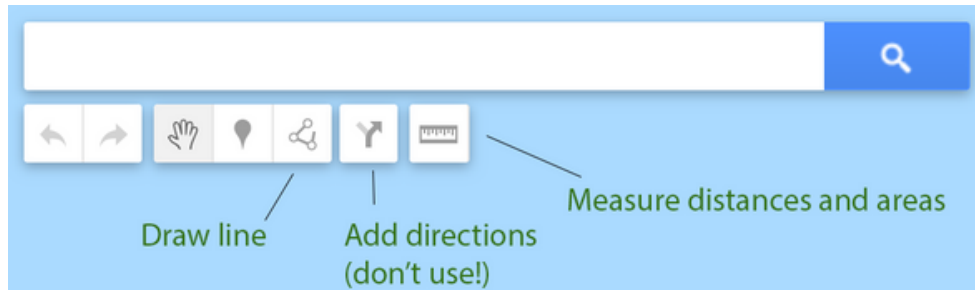 Measure distances and areas
Draw line
Add directions
(don't use!)